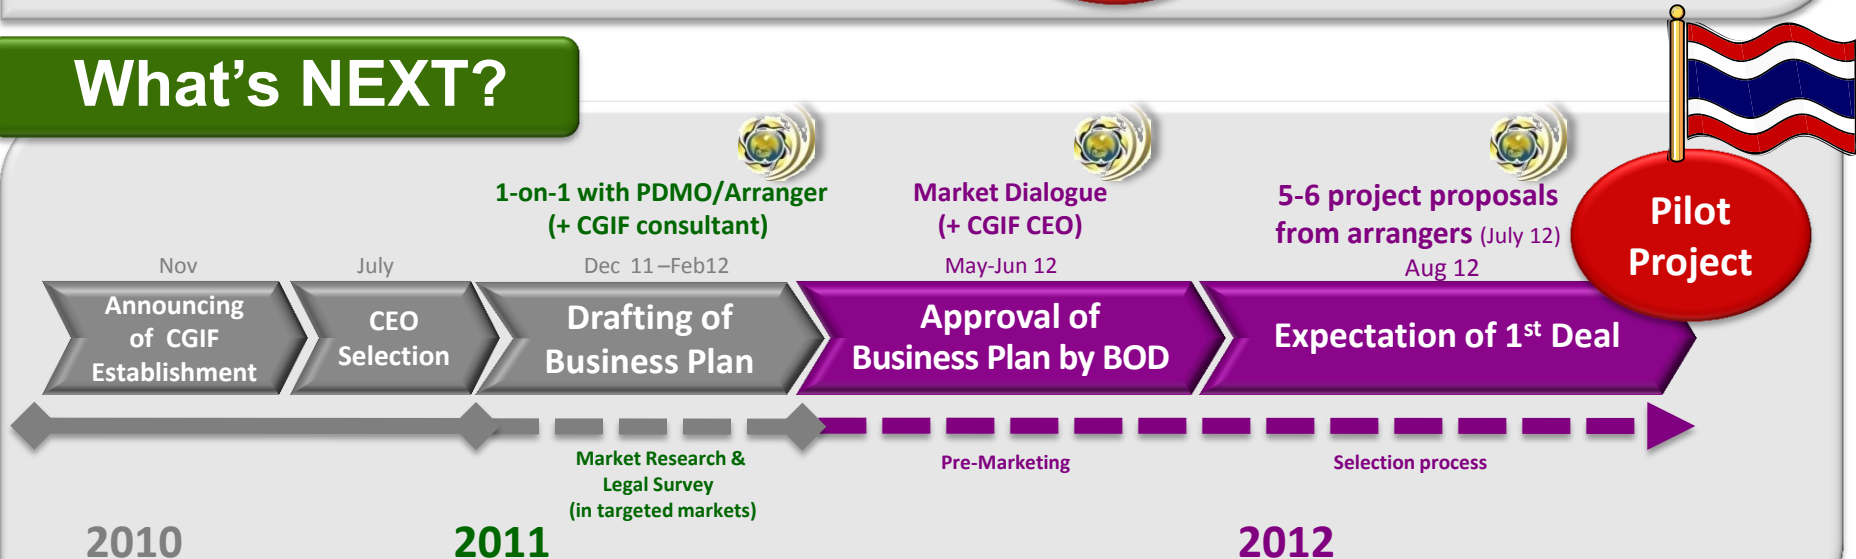 What's NEXT?
1-on-1 with PDMO/Arranger
(+ CGIF consultant)
Market Dialogue
(+ CGIF CEO)
5-6 project proposals
from arrangers (July 12)
Pilot
Project
Nov
July
Dec 11–Feb12
May-Jun 12
Aug 12
Announcing
of CGIF
Establishment
CEO
Selection
Drafting of
Business Plan
Approval of
Business Plan by BOD
Expectation of 1st Deal
Market Research &
Legal Survey
(in targeted markets)
Pre-Marketing
Selection process
2010
2011
2012